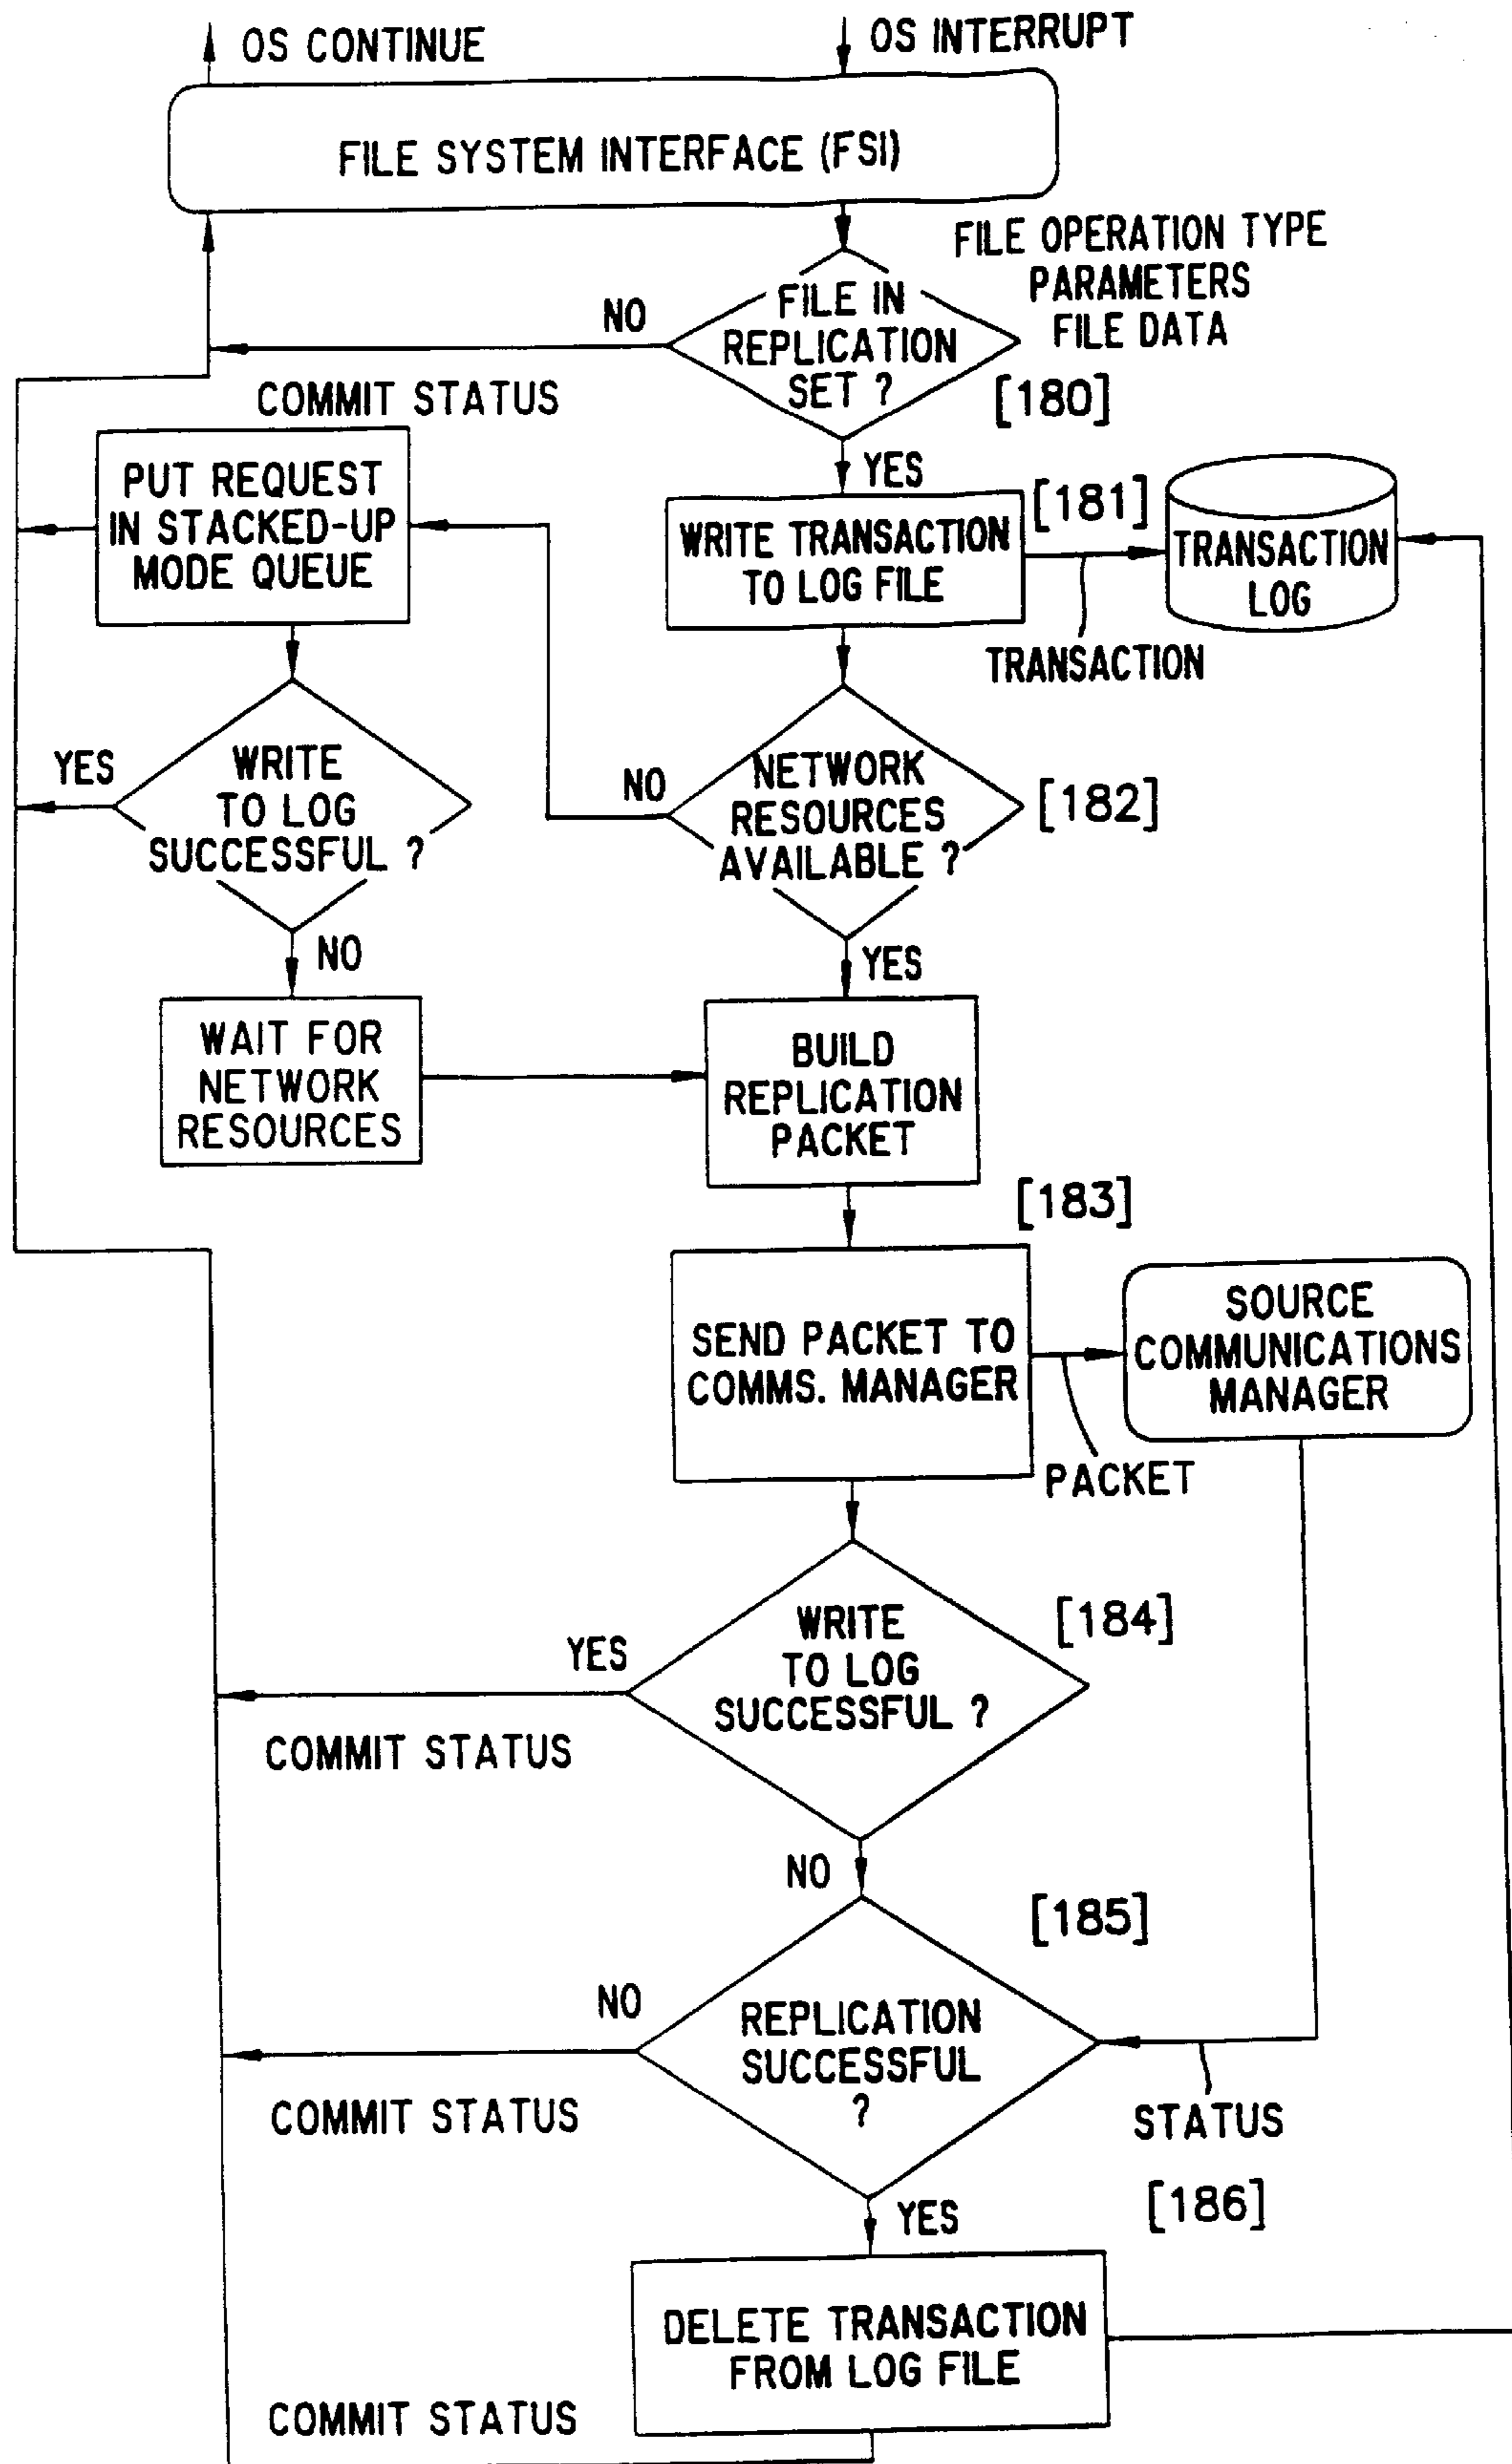 OS CONTINUE
OS INTERRUPT
FILE SYSTEM INTERFACE (FSI)
FILE OPERATION TYPE
PARAMETERS
FILE DATA
FILE IN
REPLICATION
SET ?
NO
[180]
COMMIT STATUS
YES
PUT REQUEST
IN STACKED-UP
MODE QUEUE
WRITE TRANSACTION
TO LOG FILE
[181]
TRANSACTION
LOG
TRANSACTION
YES
WRITE
TO LOG
SUCCESSFUL ?
NO
NETWORK
RESOURCES
AVAILABLE ?
[182]
NO
YES
WAIT FOR
NETWORK
RESOURCES
BUILD
REPLICATION
PACKET
[183]
SEND PACKET TO
COMMS. MANAGER
SOURCE
COMMUNICATIONS
MANAGER
PACKET
[184]
WRITE
TO LOG
SUCCESSFUL ?
YES
COMMIT STATUS
NO
[185]
NO
REPLICATION
SUCCESSFUL
?
COMMIT STATUS
STATUS
[186]
YES
DELETE TRANSACTION
FROM LOG FILE
COMMIT STATUS